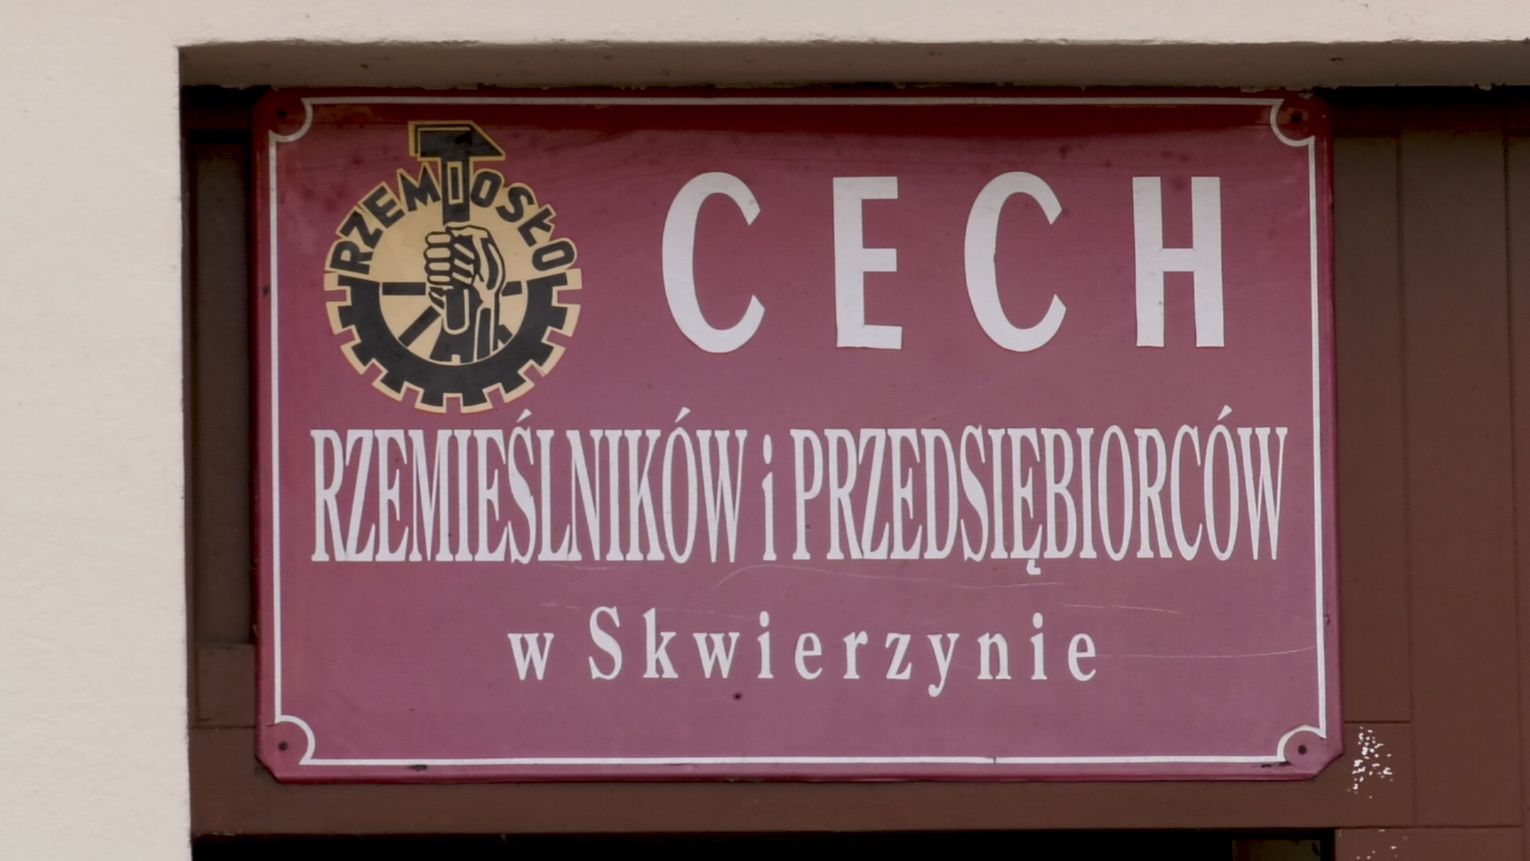 RZEMIOSŁO
CECH
RZEMIEŚLNIKÓW i PRZEDSIĘBIORCÓW
w Skwierzynie